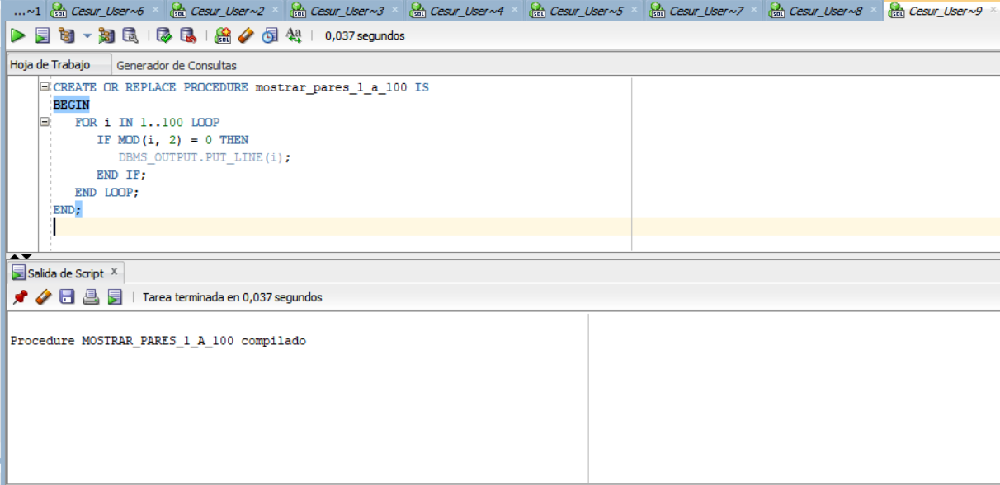 ...~1 Cesur_User~6 Cesur_User~2 Cesur_User~3 Cesur_User~4 Cesur_User~5 Cesur_User~7 Cesur_User~8 Cesur_User~9
0,037 segundos
Hoja de Trabajo Generador de Consultas
CREATE OR REPLACE PROCEDURE mostrar_pares_1_a_100 IS
BEGIN
FOR i IN 1..100 LOOP
IF MOD(i, 2) = 0 THEN
DBMS_OUTPUT.PUT_LINE(i);
END IF;
END LOOP;
END;
Salida de Script
Tarea terminada en 0,037 segundos
Procedure MOSTRAR_PARES_1_A_100 compilado